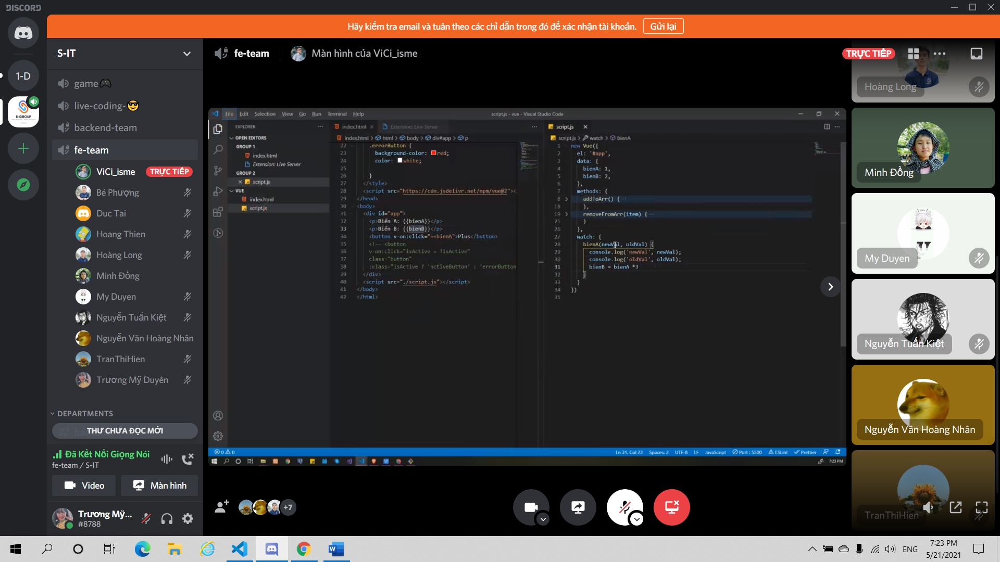 DISCORD
Hãy kiểm tra email và tuân theo các chỉ dẫn trong đó để xác nhận tài khoản. Gửi lại
S-IT
1-D
S-GROUP
game
live-coding-
backend-team
fe-team
ViCi_isme TRỰC TIẾP
Bé Phượng
Duc Tai
Hoang Thien
Hoàng Long
Minh Đồng
My Duyen
Nguyễn Tuấn Kiệt
Nguyễn Văn Hoàng Nhân
TranThiHien
Trương Mỹ Duyên
DEPARTMENTS
THƯ CHƯA ĐỌC MỚI
Đã Kết Nối Giọng Nói
fe-team / S-IT
Video Màn hình
Trương Mỹ...
#8788
fe-team Màn hình của ViCi_isme
TRỰC TIẾP
File Edit Selection View Go Run Terminal Help script.js - vue - Visual Studio Code
EXPLORER
OPEN EDITORS
GROUP 1
index.html
Extension: Live Server
GROUP 2
script.js
VUE
index.html
script.js
index.html Extension: Live Server
index.html > html > body > div#app > p
22 .errorButton {
23 background-color: red;
24 color: white;
25
26 }
27 </style>
28 <script src="https://cdn.jsdelivr.net/npm/vue@2"><
29 </head>
30 <body>
31 <div id="app">
32 <p>Biến A: {{bienA}}</p>
33 <p>Biến B: {{bienB}}</p>
34 <button v-on:click="++bienA">Plus</button>
35 <!-- <button
36 v-on:click="isActive = !isActive"
37 class="button"
38 :class="isActive ? 'activeButton' : 'errorButton
39 </div>
40 <script src="./script.js"></script>
41 </body>
42 </html>
script.js
script.js > watch > bienA
1 new Vue({
2 el: '#app',
3 data: {
4 bienA: 1,
5 bienB: 2,
6 },
7 methods: {
8 addToArr() {...
18 },
19 removeFromArr(item) {...
25 }
26 },
27 watch: {
28 bienA(newVal, oldVal) {
29 console.log('newVal', newVal);
30 console.log('oldVal', oldVal);
31 bienB = bienA *3
32 }
33 }
34 })
35
0 0 Ln 31, Col 23 Spaces: 2 UTF-8 LF JavaScript Port : 5500 ESLint Prettier
7:23 PM
+7
Hoàng Long
Minh Đồng
My Duyen
Nguyễn Tuấn Kiệt
Nguyễn Văn Hoàng Nhân
TranThiHien
ENG
7:23 PM
5/21/2021